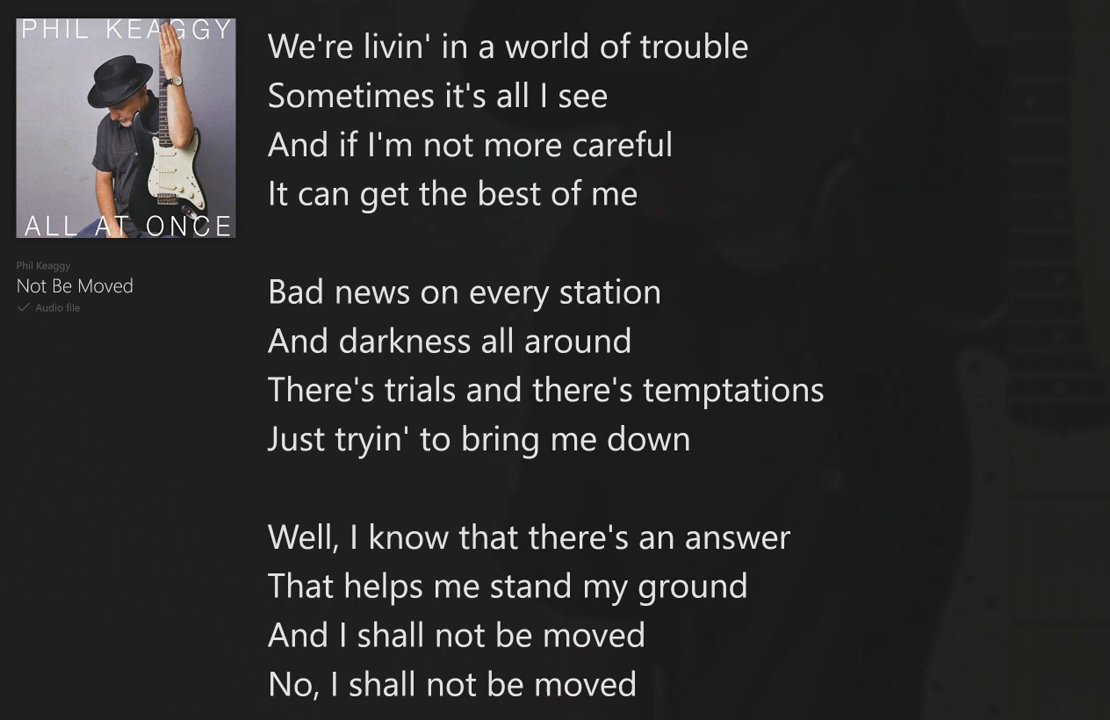 PHIL KEAGGY
ALL AT ONCE
Phil Keaggy
Not Be Moved
Audio file
We're livin' in a world of trouble
Sometimes it's all I see
And if I'm not more careful
It can get the best of me
Bad news on every station
And darkness all around
There's trials and there's temptations
Just tryin' to bring me down
Well, I know that there's an answer
That helps me stand my ground
And I shall not be moved
No, I shall not be moved